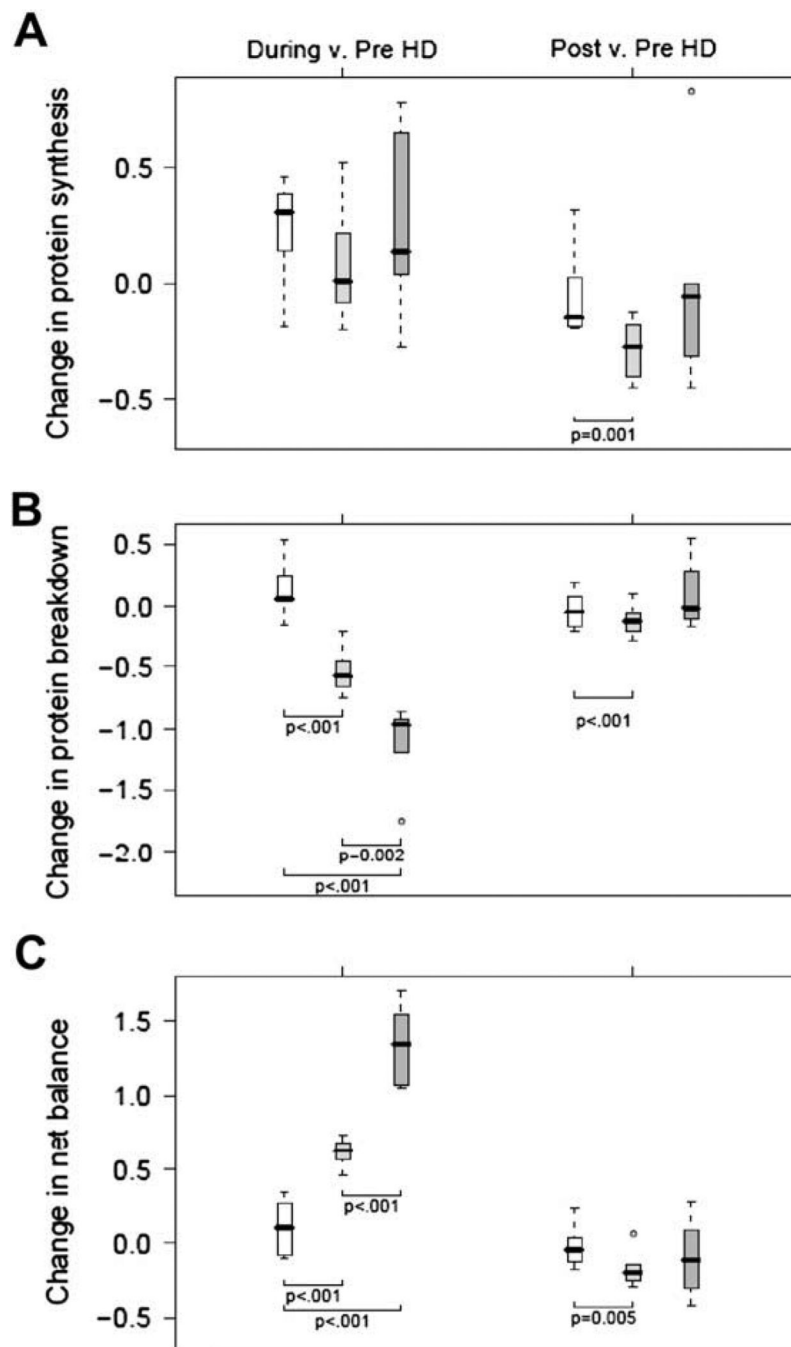 A
During v. Pre HD
Post v. Pre HD
Change in protein synthesis
0.5
0.0
−0.5
p=0.001
B
Change in protein breakdown
0.5
0.0
−0.5
−1.0
−1.5
−2.0
p<.001
p<.001
p−0.002
p<.001
C
Change in net balance
1.5
1.0
0.5
0.0
−0.5
p<.001
p<.001
p=0.005
p<.001